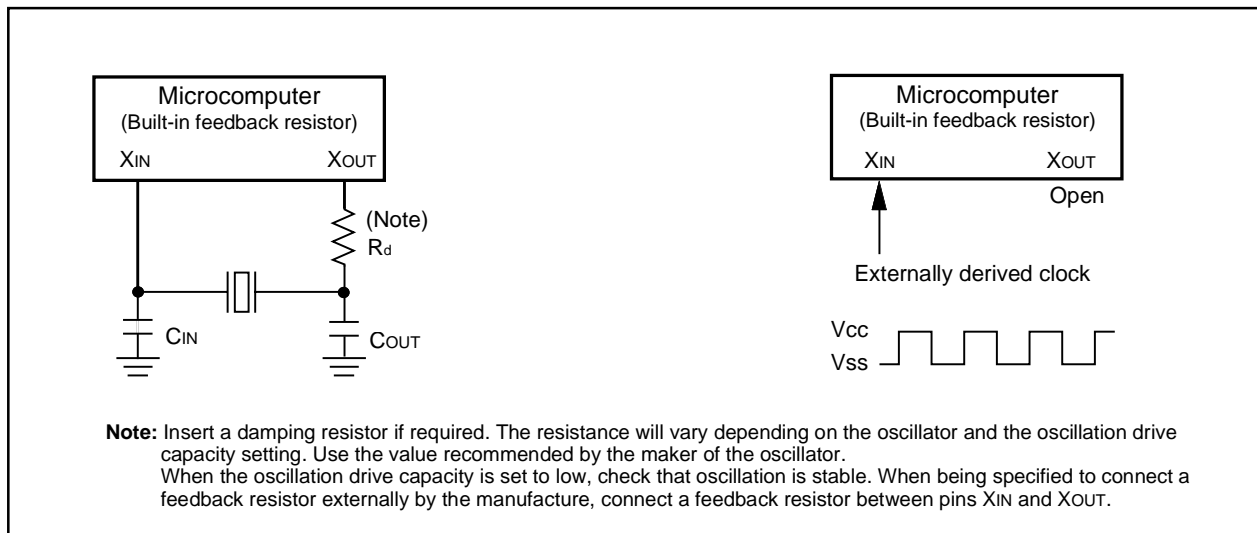 Microcomputer
(Built-in feedback resistor)
XIN XOUT
(Note)
Rd
CIN
COUT
Microcomputer
(Built-in feedback resistor)
XIN XOUT
Open
Externally derived clock
Vcc
Vss
Note: Insert a damping resistor if required. The resistance will vary depending on the oscillator and the oscillation drive
capacity setting. Use the value recommended by the maker of the oscillator.
When the oscillation drive capacity is set to low, check that oscillation is stable. When being specified to connect a
feedback resistor externally by the manufacture, connect a feedback resistor between pins XIN and XOUT.